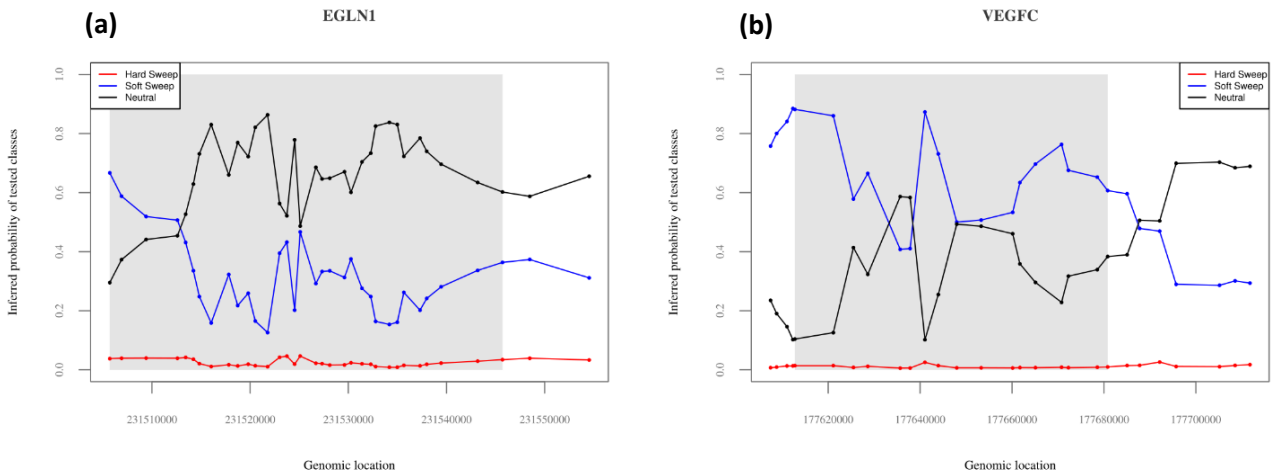 (a)
EGLN1
Hard Sweep
Soft Sweep
Neutral
Inferred probability of tested classes
0.0
0.2
0.4
0.6
0.8
1.0
231510000 231520000 231530000 231540000 231550000
Genomic location
(b)
VEGFC
Hard Sweep
Soft Sweep
Neutral
Inferred probability of tested classes
0.0
0.2
0.4
0.6
0.8
1.0
177620000 177640000 177660000 177680000 177700000
Genomic location